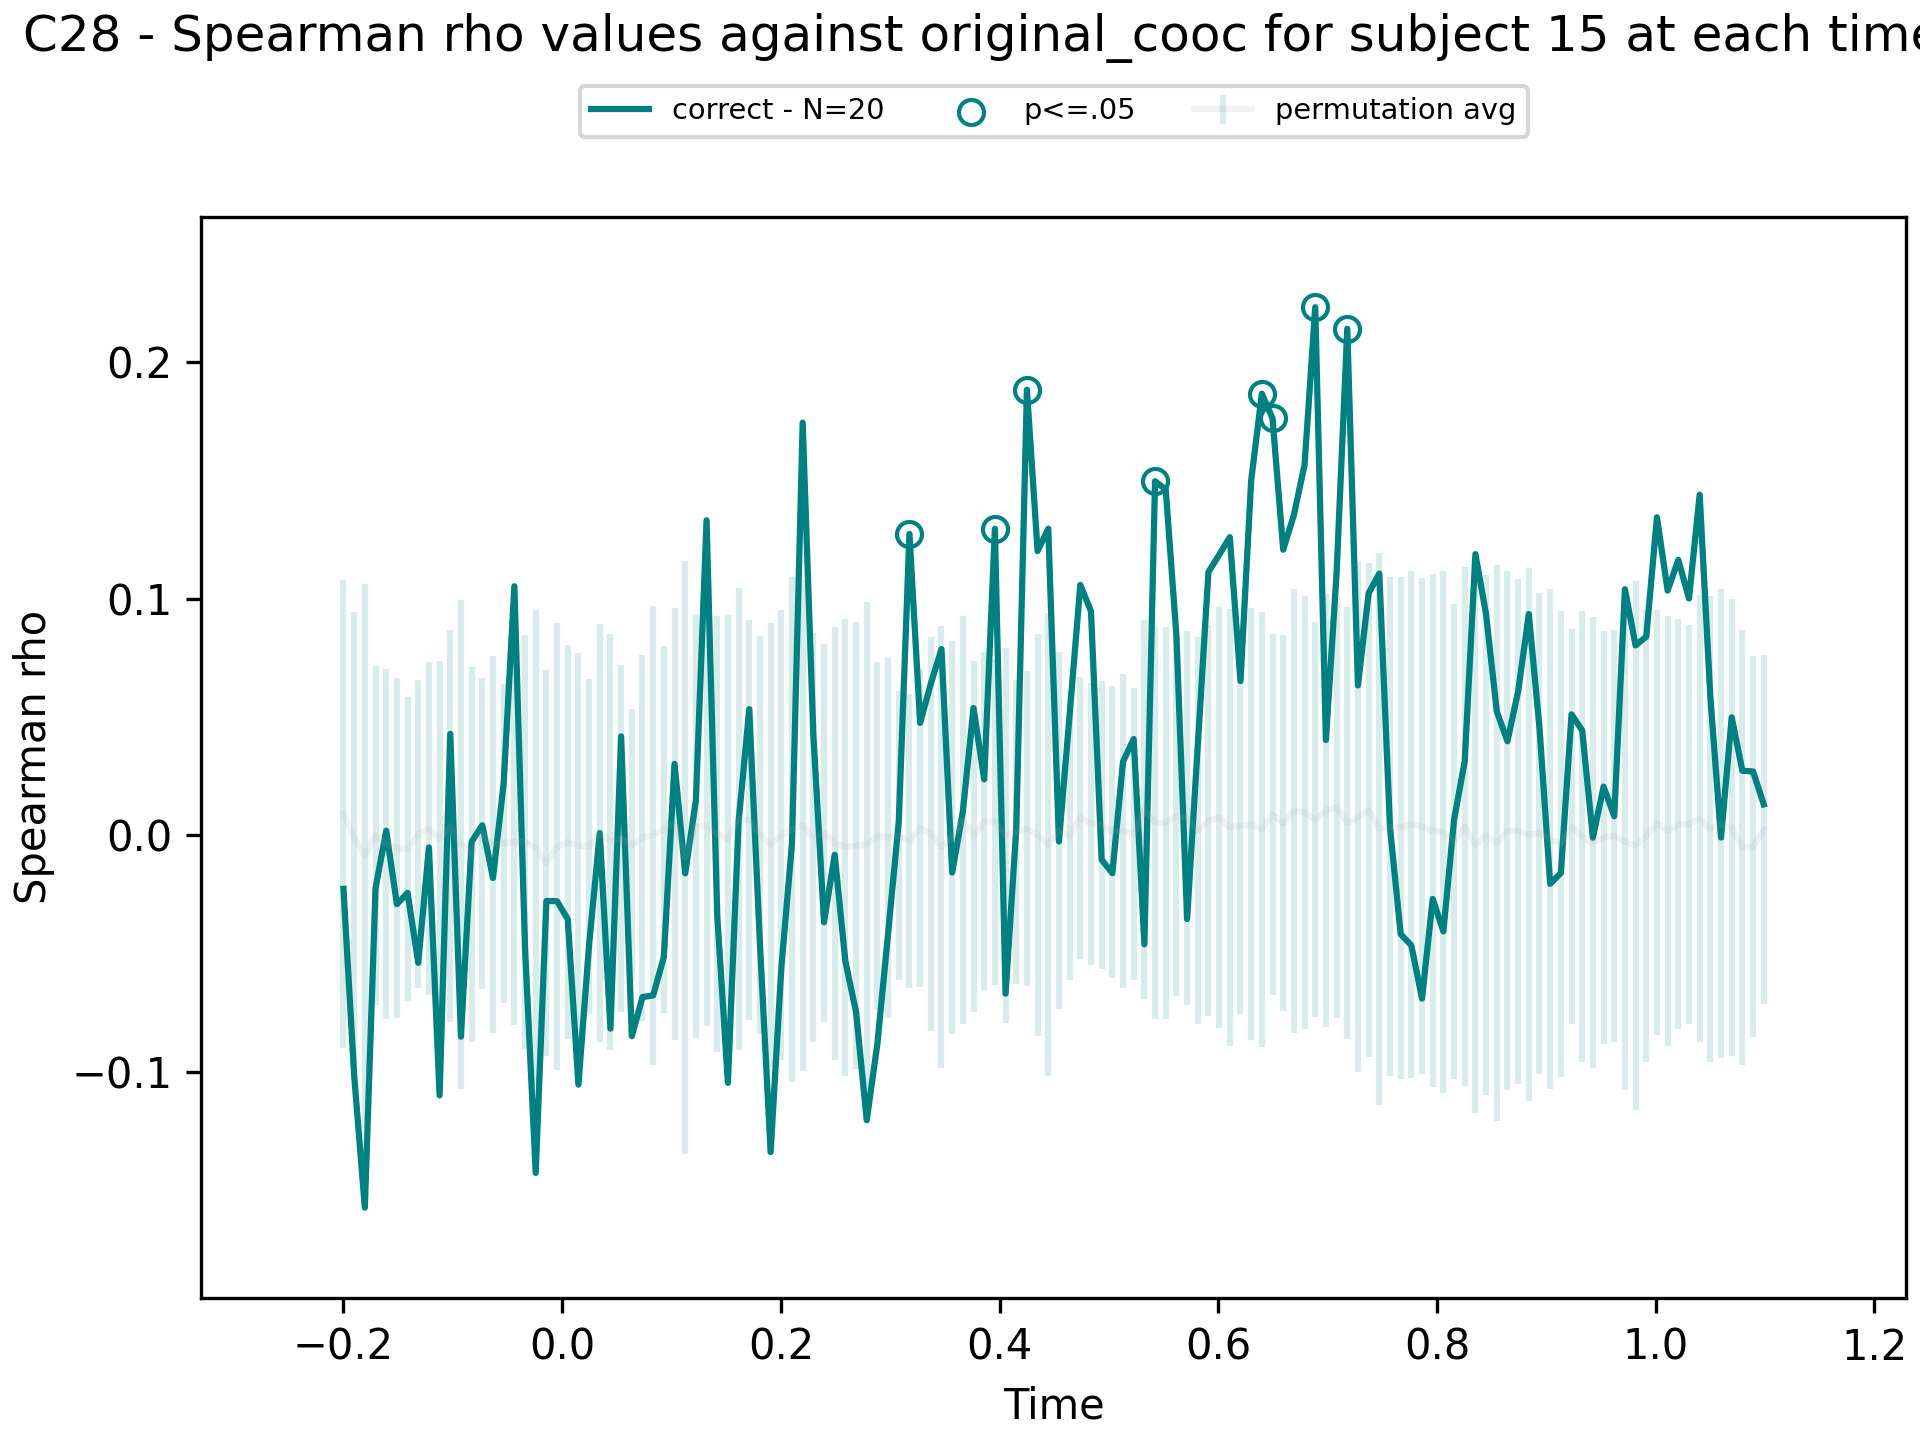 C28 - Spearman rho values against original_cooc for subject 15 at each time
correct - N=20 p<=.05 permutation avg
Spearman rho
0.2
0.1
0.0
−0.1
−0.2 0.0 0.2 0.4 0.6 0.8 1.0 1.2
Time